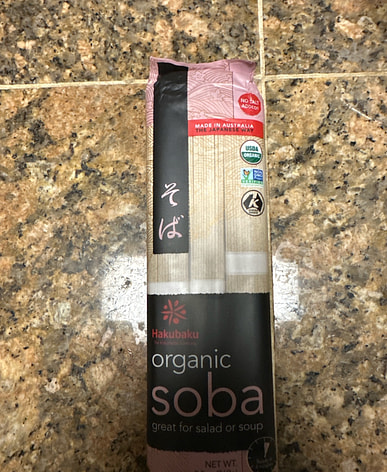 NO SALT
ADDED!
MADE IN AUSTRALIA
THE JAPANESE WAY
USDA
ORGANIC
そば
Hakubaku
organic
soba
great for salad or soup
NET WT